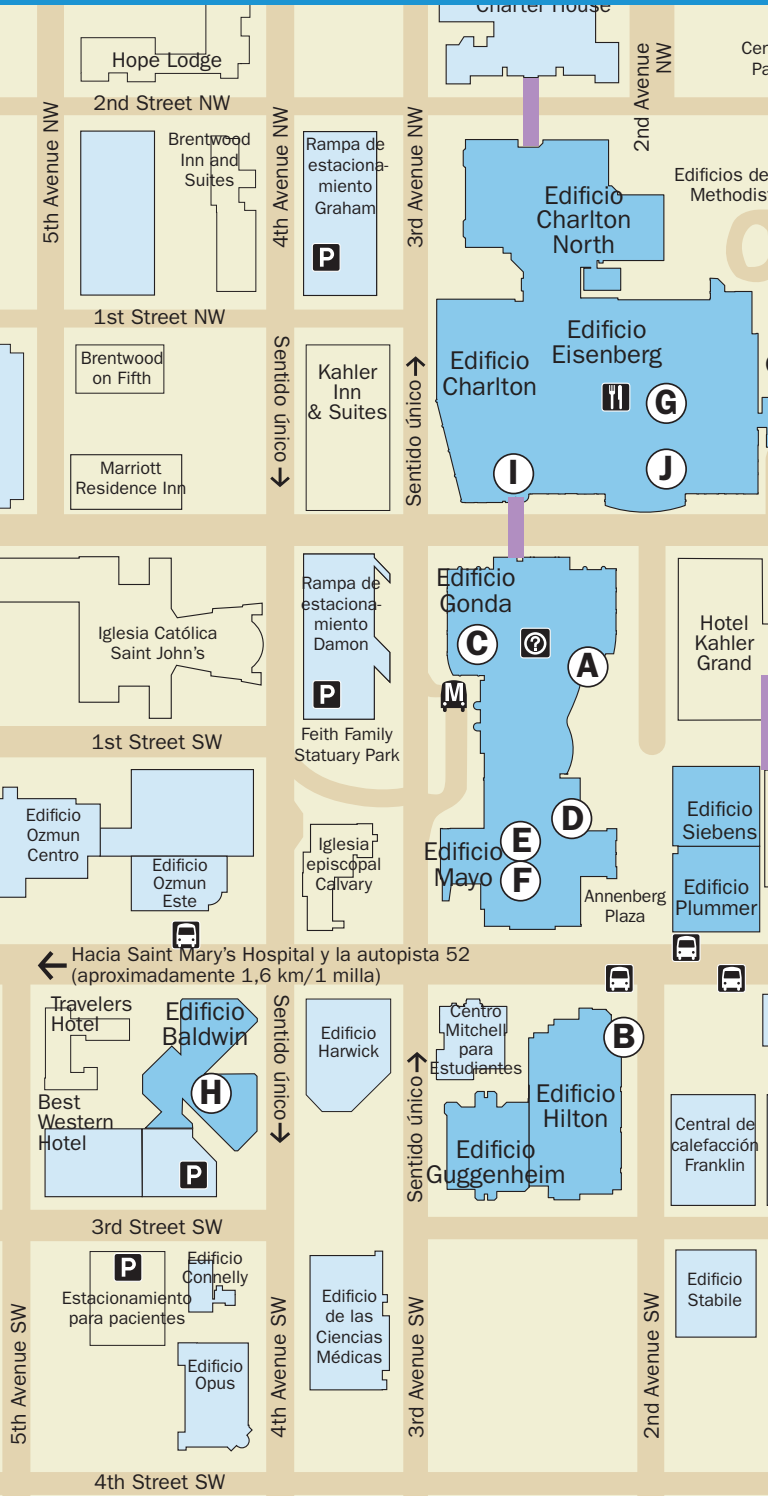 Charter House
Hope Lodge
2nd Avenue
NW
2nd Street NW
5th Avenue NW
Brentwood
Inn and
Suites
4th Avenue NW
Rampa de
estaciona-
miento
Graham
P
3rd Avenue NW
Edificio
Charlton
North
Edificios de
Methodist
1st Street NW
Brentwood
on Fifth
Marriott
Residence Inn
Sentido único
Kahler
Inn
& Suites
Sentido único
Edificio
Charlton
Edificio
Eisenberg
G
I
J
Iglesia Católica
Saint John's
Rampa de
estaciona-
miento
Damon
P
Feith Family
Statuary Park
Edificio
Gonda
C
?
A
M
Hotel
Kahler
Grand
1st Street SW
Edificio
Ozmun
Centro
Edificio
Ozmun
Este
Iglesia
episcopal
Calvary
Edificio
Mayo
D
E
F
Annenberg
Plaza
Edificio
Siebens
Edificio
Plummer
Hacia Saint Mary's Hospital y la autopista 52
(aproximadamente 1,6 km/1 milla)
Travelers
Hotel
Best
Western
Hotel
Edificio
Baldwin
H
P
Sentido único
Edificio
Harwick
Sentido único
Centro
Mitchell
para
Estudiantes
B
Edificio
Hilton
Edificio
Guggenheim
Central de
calefacción
Franklin
3rd Street SW
5th Avenue SW
P
Estacionamiento
para pacientes
Edificio
Connelly
Edificio
Opus
4th Avenue SW
Edificio
de las
Ciencias
Médicas
3rd Avenue SW
2nd Avenue SW
Edificio
Stabile
4th Street SW